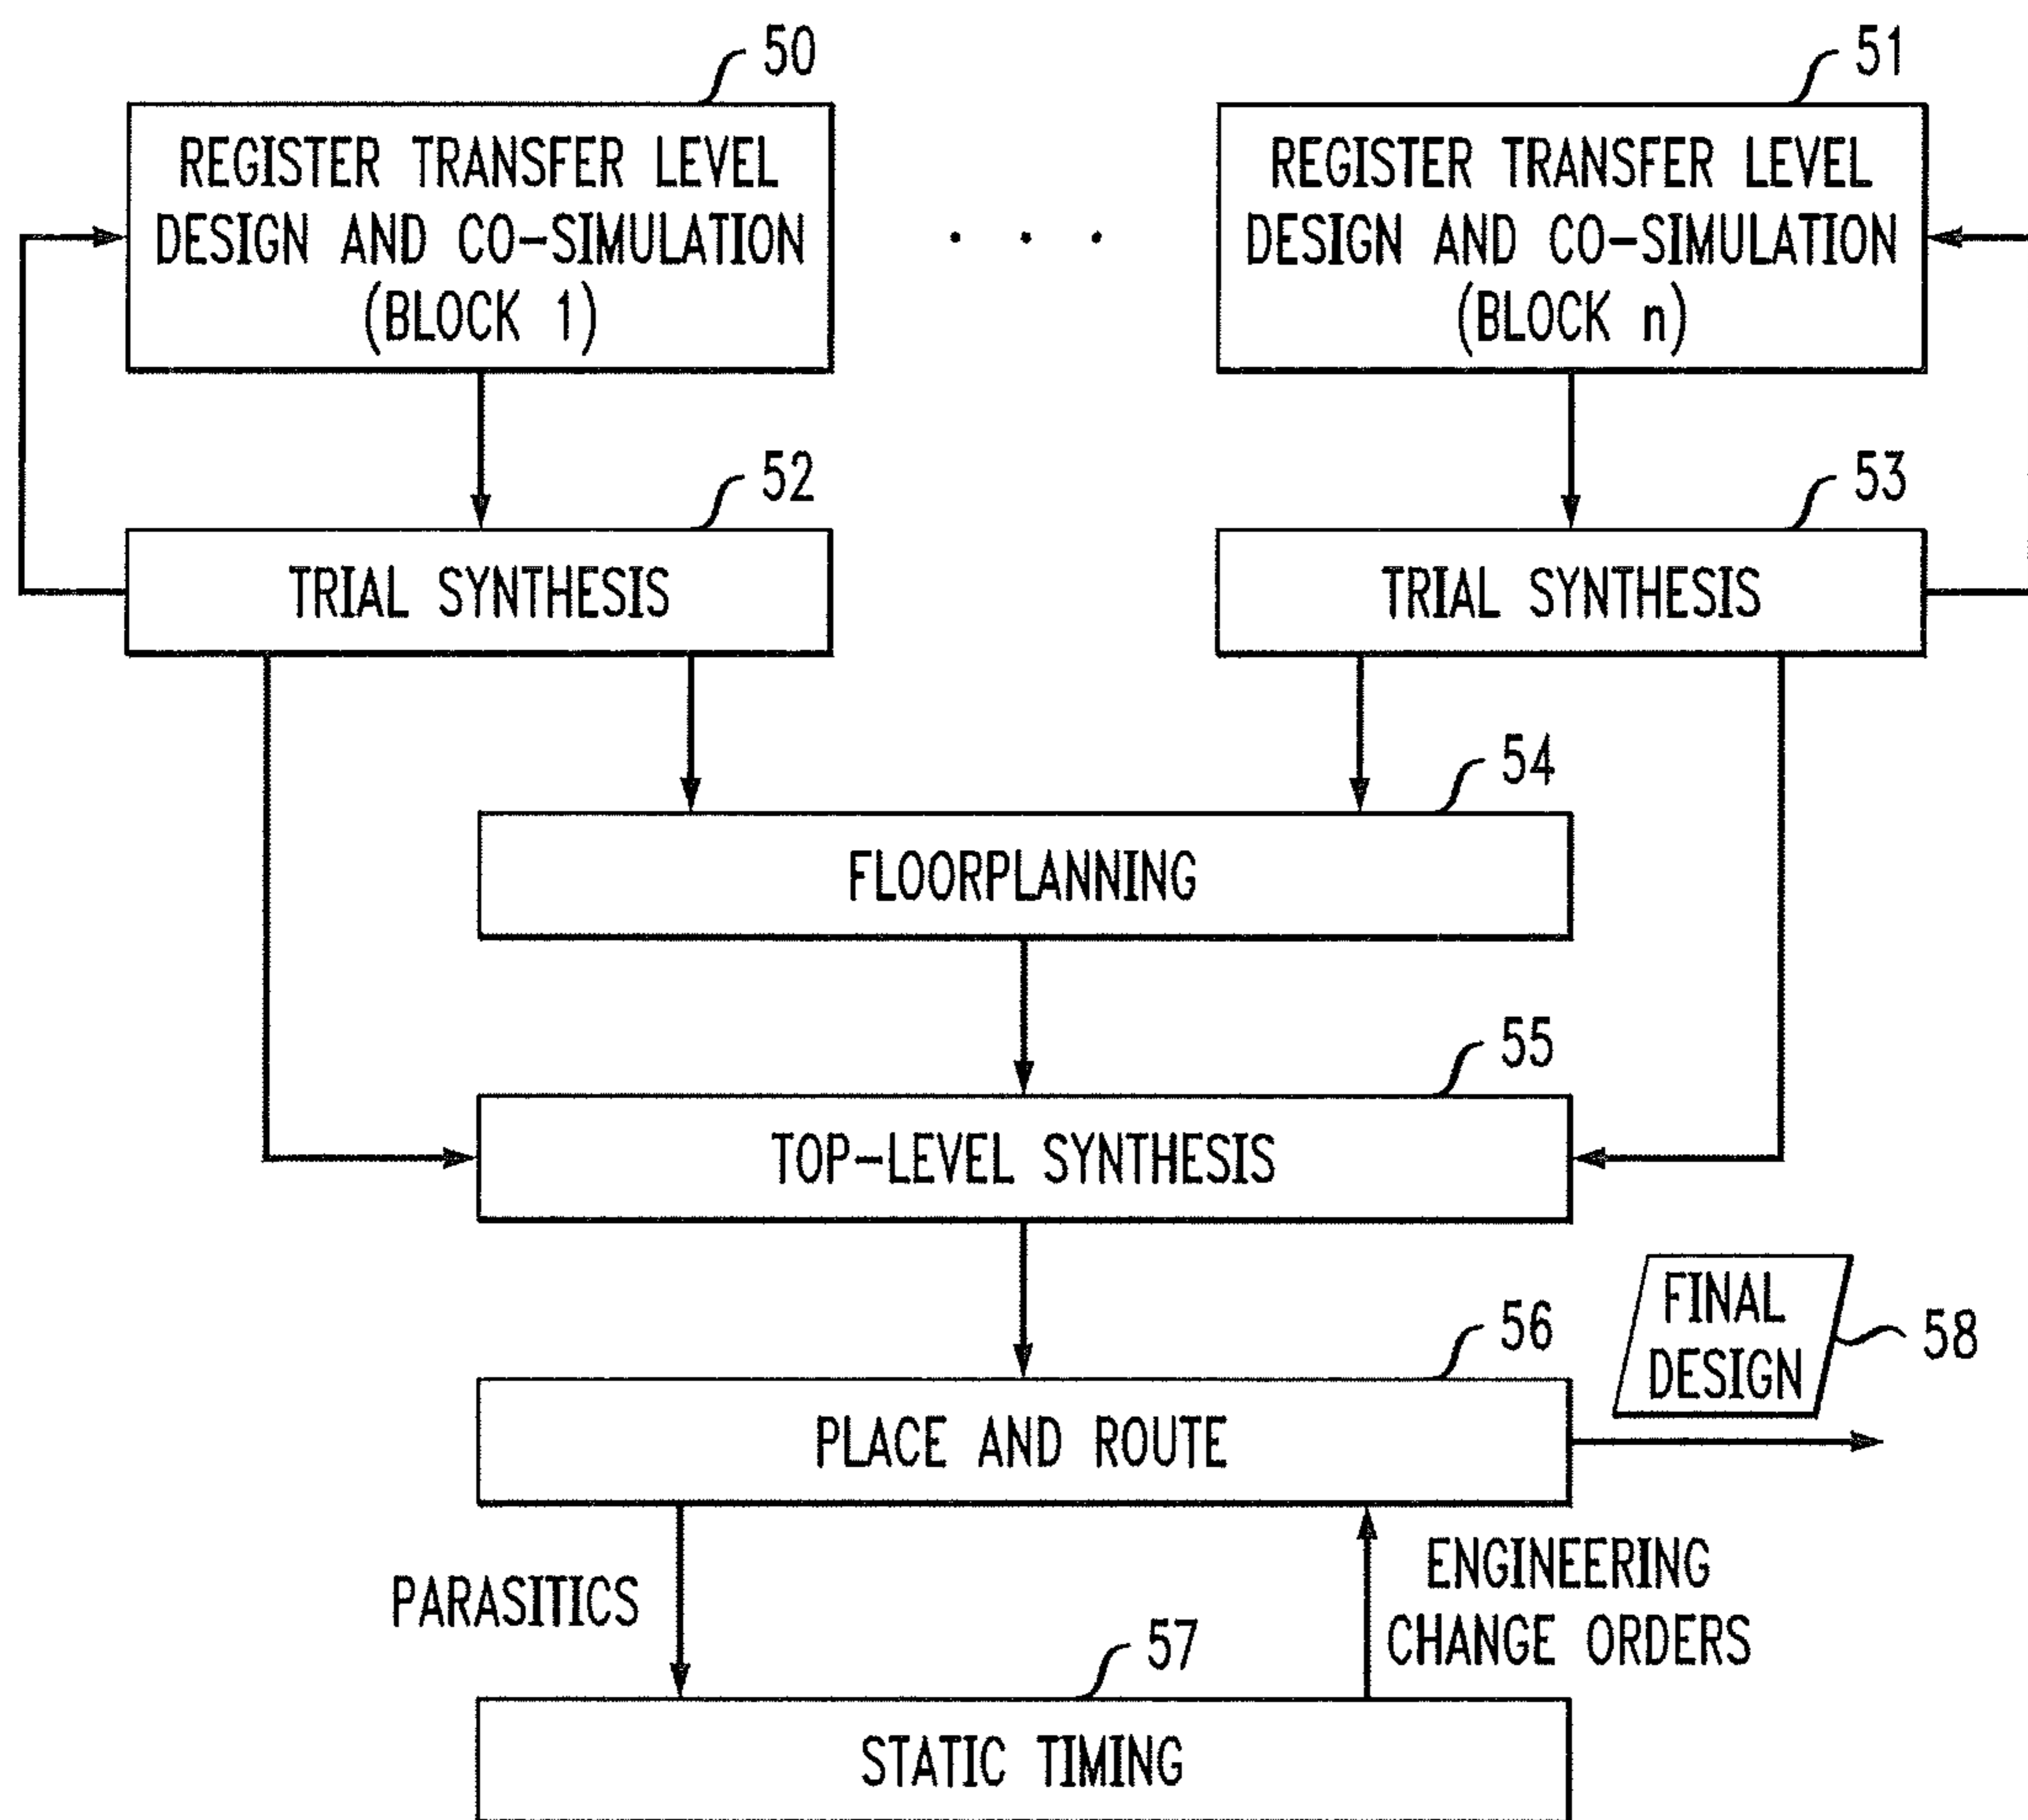 50
51
REGISTER TRANSFER LEVEL
DESIGN AND CO-SIMULATION
(BLOCK 1)
. . .
REGISTER TRANSFER LEVEL
DESIGN AND CO-SIMULATION
(BLOCK n)
52
53
TRIAL SYNTHESIS
TRIAL SYNTHESIS
54
FLOORPLANNING
55
TOP-LEVEL SYNTHESIS
56
FINAL
DESIGN
58
PLACE AND ROUTE
PARASITICS
ENGINEERING
CHANGE ORDERS
57
STATIC TIMING